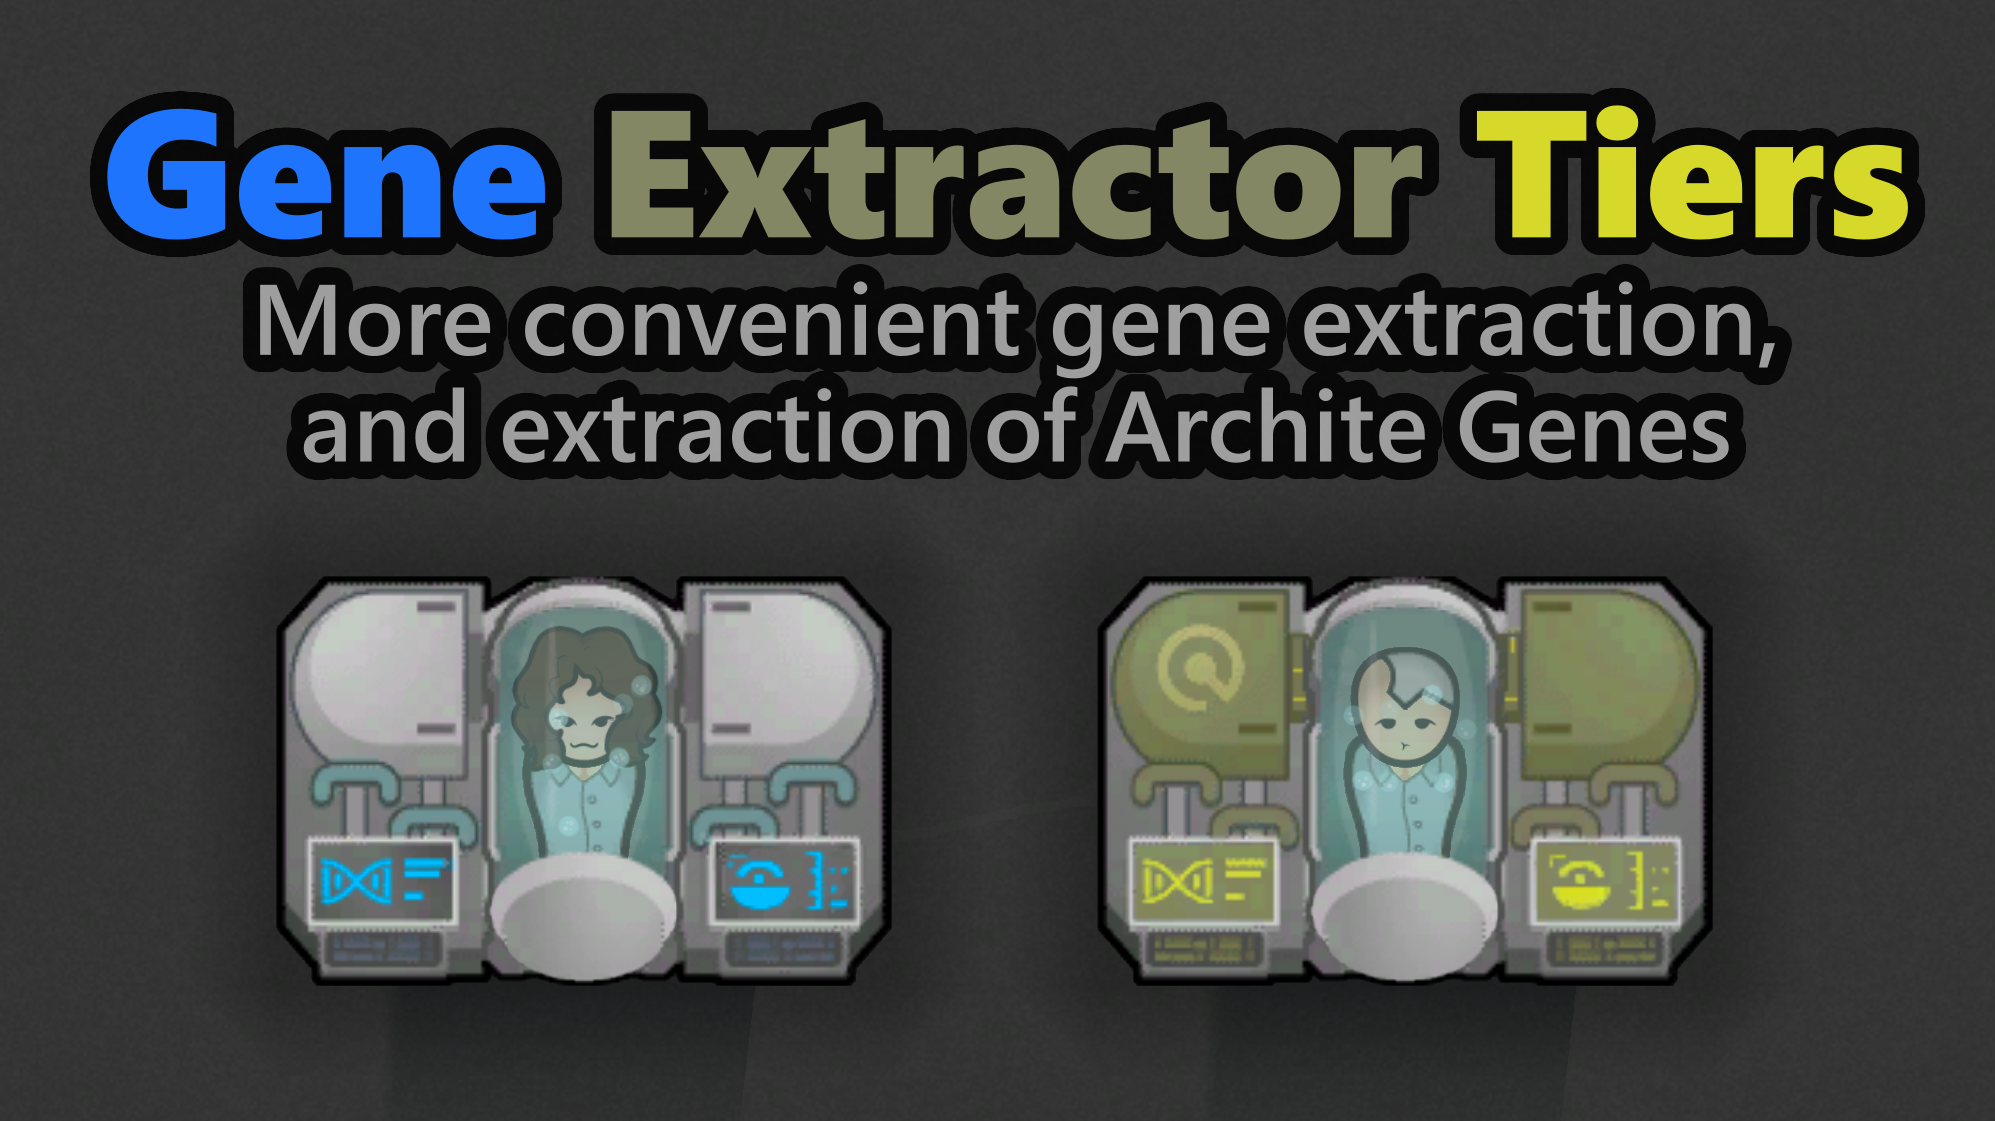 Gene Extractor Tiers
More convenient gene extraction,
and extraction of Archite Genes